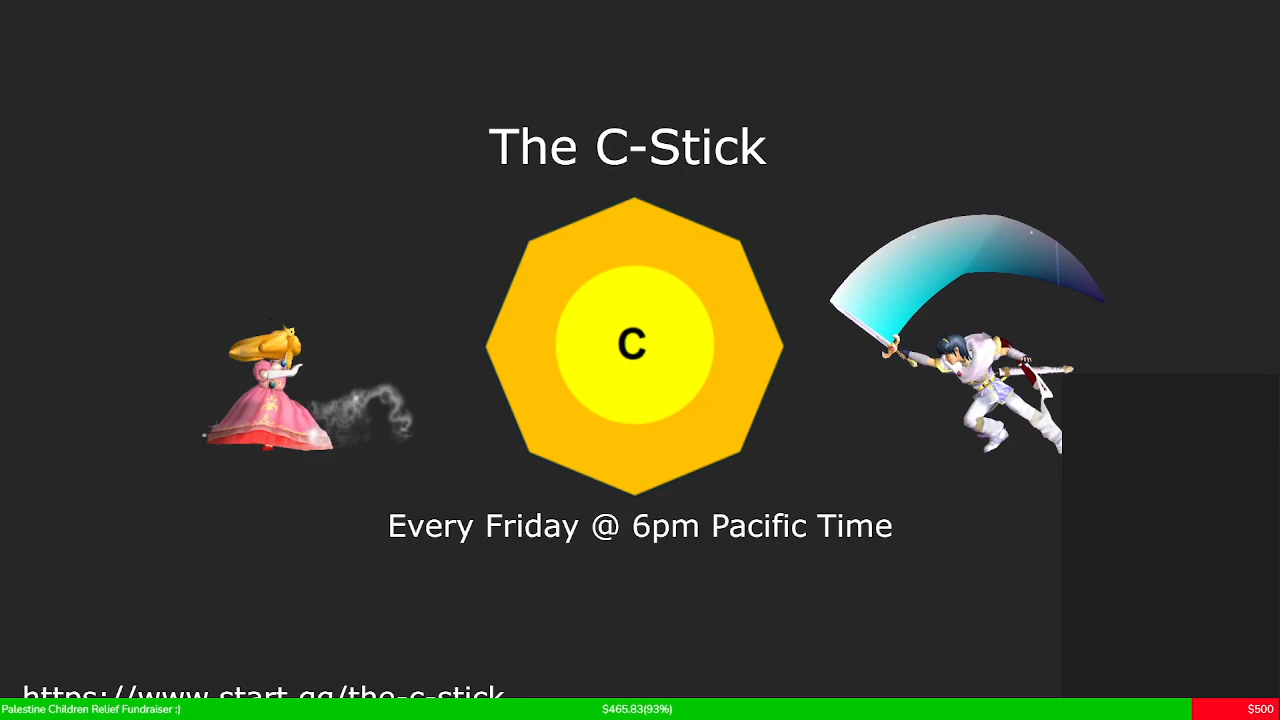 The C-Stick
C
Every Friday @ 6pm Pacific Time
https://www.start.gg/the-c-stick
Palestine Children Relief Fundraiser :) $465.83(93%) $500